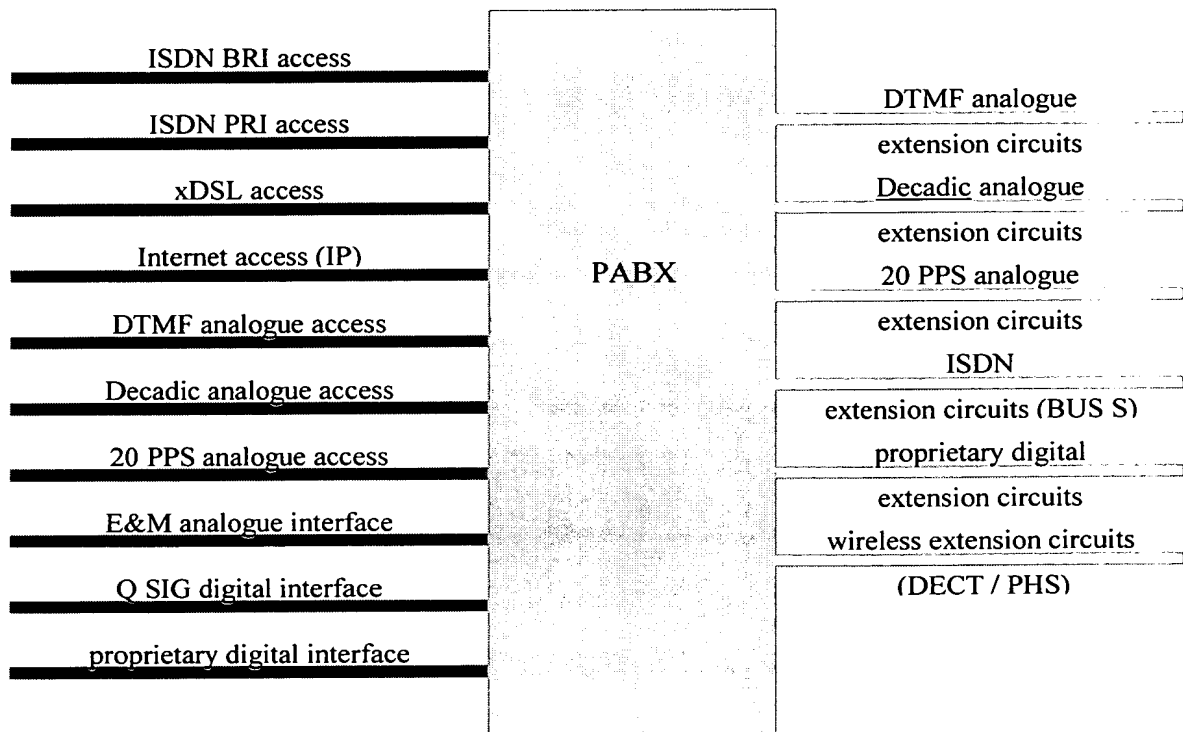 ISDN BRI access
ISDN PRI access
xDSL access
Internet access (IP)
DTMF analogue access
Decadic analogue access
20 PPS analogue access
E&M analogue interface
Q SIG digital interface
proprietary digital interface
PABX
DTMF analogue
extension circuits
Decadic analogue
extension circuits
20 PPS analogue
extension circuits
ISDN
extension circuits (BUS S)
proprietary digital
extension circuits
wireless extension circuits
(DECT / PHS)